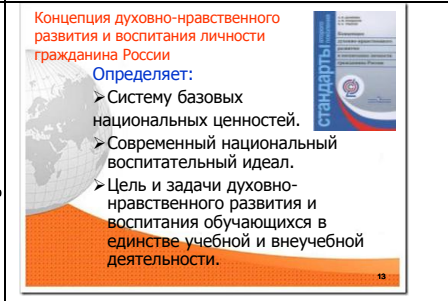 Концепция духовно-нравственного
развития и воспитания личности
гражданина России
Определяет:
Систему базовых
национальных ценностей.
Современный национальный
воспитательный идеал.
Цель и задачи духовно-
нравственного развития и
воспитания обучающихся в
единстве учебной и внеучебной
деятельности.
стандарты
13